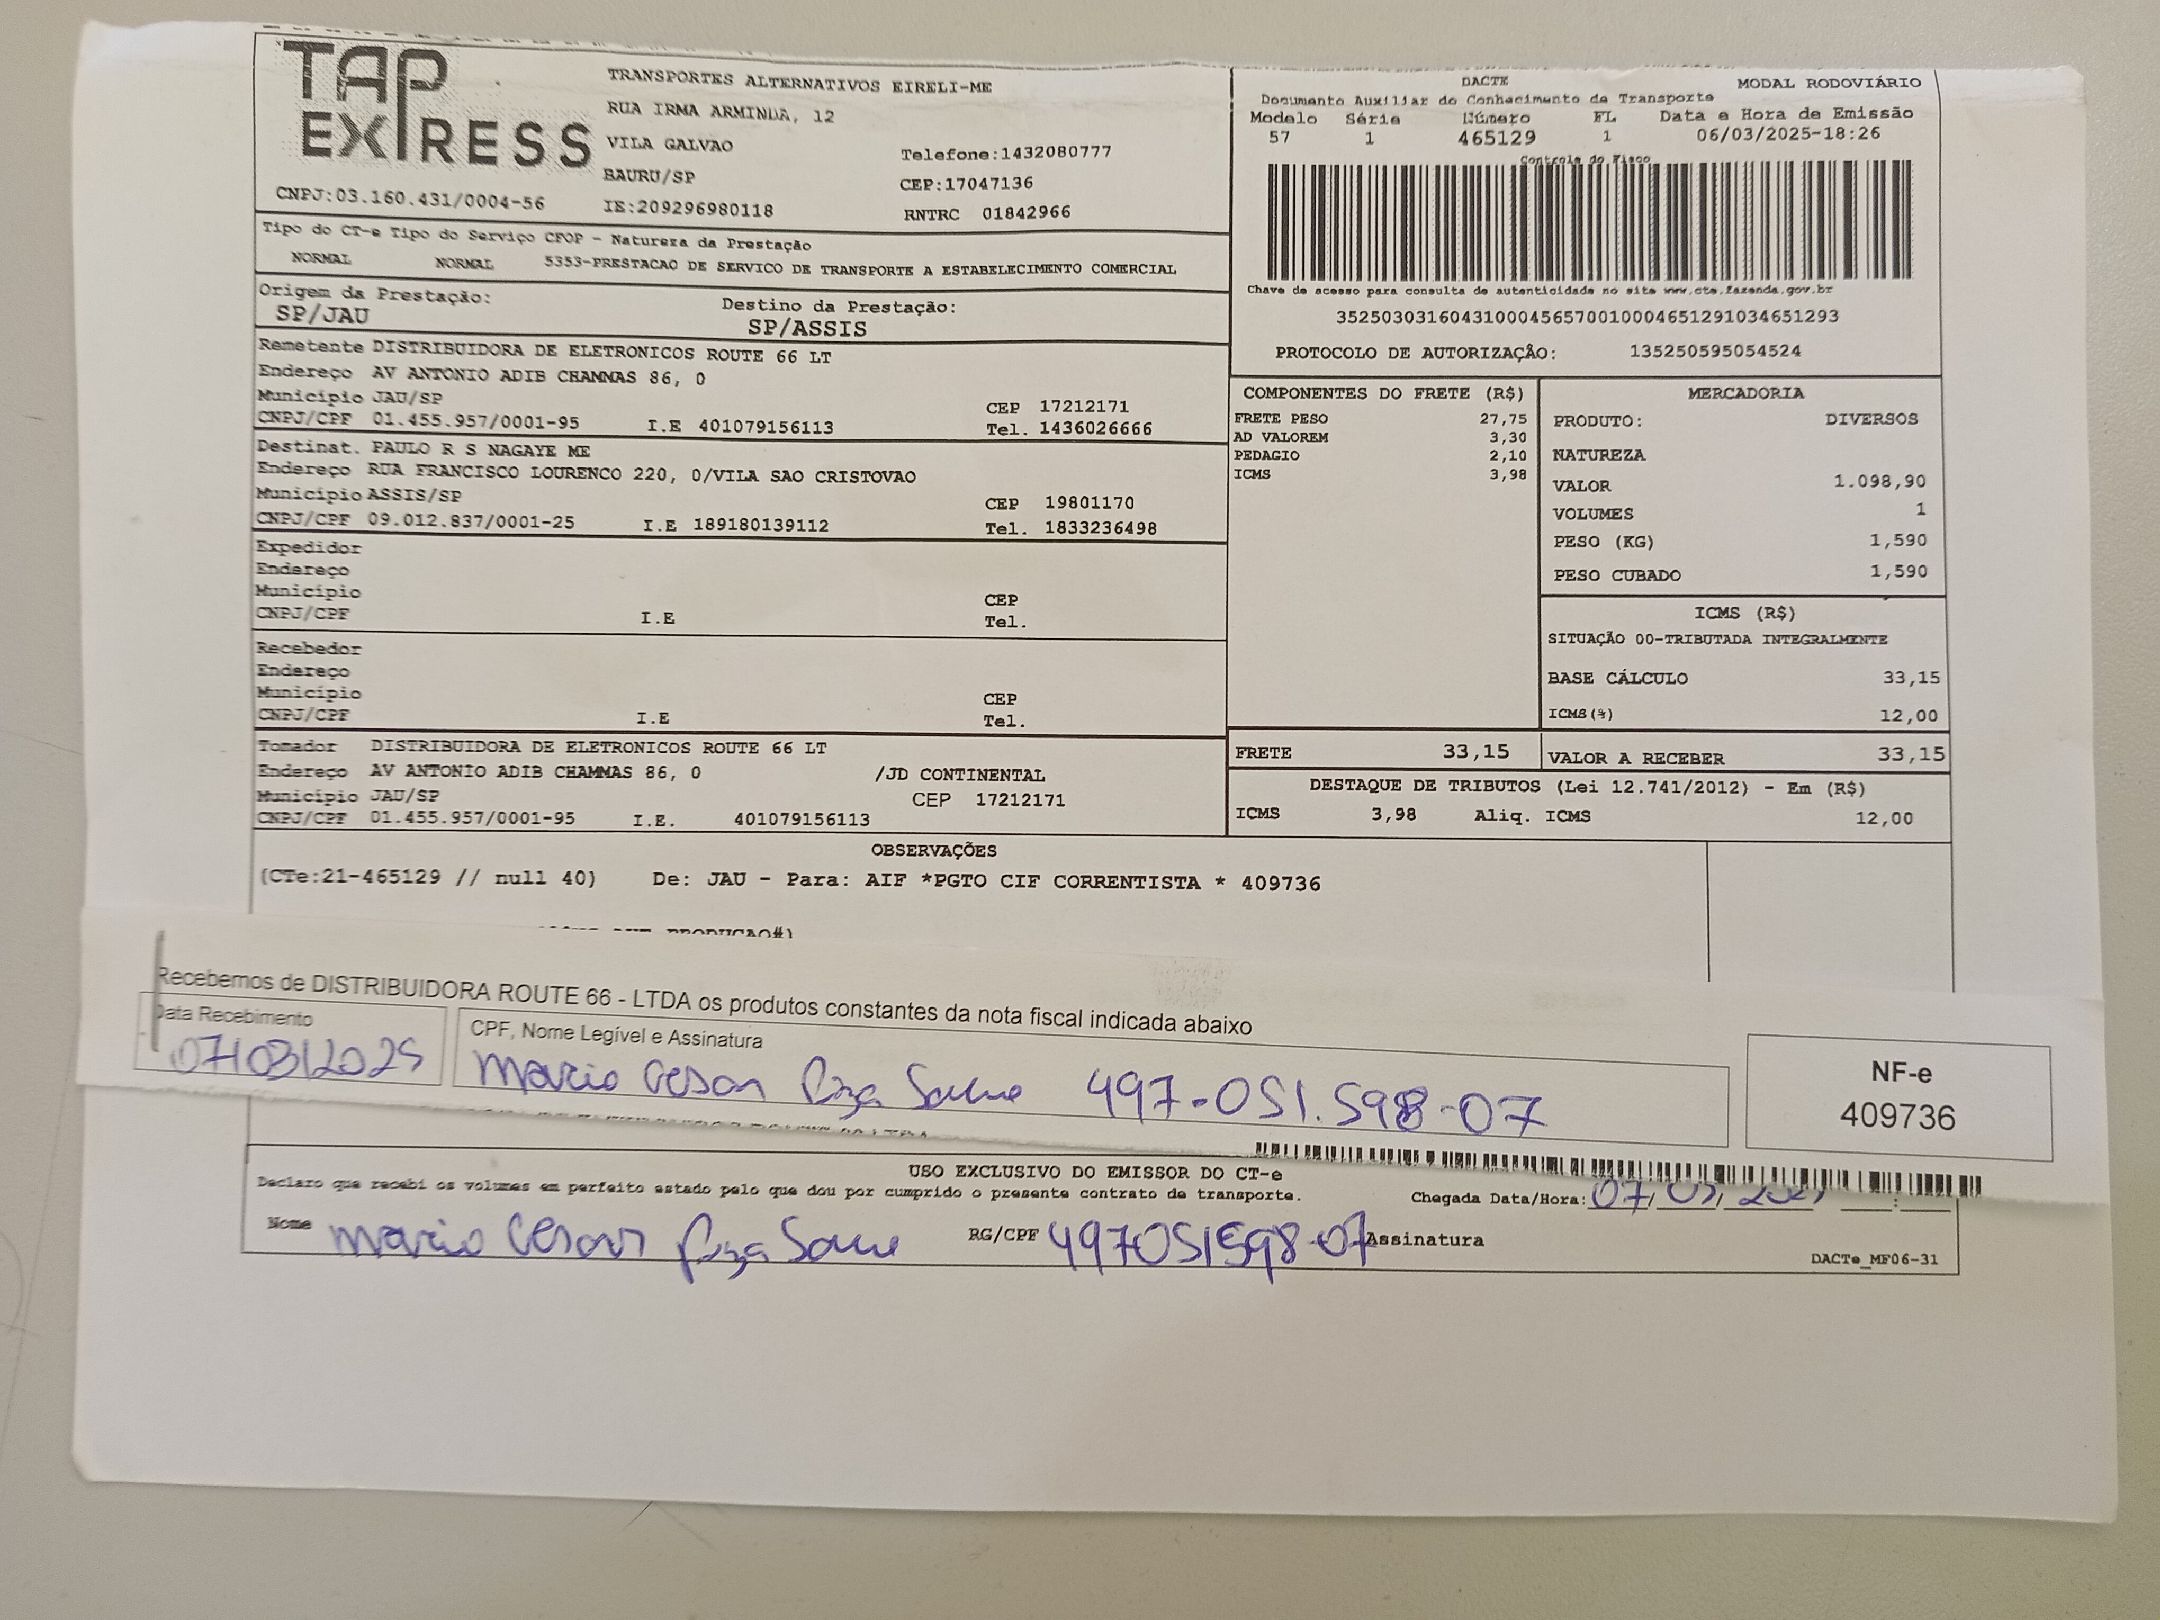 TAP EXPRESS
TRANSPORTES ALTERNATIVOS EIRELI-ME
RUA IRMA ARMINDA, 12
VILA GALVAO
Telefone:1432080777
BAURU/SP
CEP:17047136
CNPJ:03.160.431/0004-56
IE:209296980118
RNTRC 01842966
DACTE MODAL RODOVIÁRIO
Documento Auxiliar do Conhecimento de Transporte
Modelo Série Número FL Data e Hora de Emissão
57 1 465129 1 06/03/2025-18:26
Controle do Fisco
Chave de acesso para consulta de autenticidade no site www.cte.fazenda.gov.br
35250303160431000456570010004651291034651293
PROTOCOLO DE AUTORIZAÇÃO: 135250595054524
Tipo do CT-e Tipo do Serviço CFOP - Natureza da Prestação
NORMAL NORMAL 5353-PRESTACAO DE SERVICO DE TRANSPORTE A ESTABELECIMENTO COMERCIAL
Origem da Prestação: Destino da Prestação:
SP/JAU SP/ASSIS
Remetente DISTRIBUIDORA DE ELETRONICOS ROUTE 66 LT
Endereço AV ANTONIO ADIB CHAMMAS 86, 0
Município JAU/SP CEP 17212171
CNPJ/CPF 01.455.957/0001-95 I.E 401079156113 Tel. 1436026666
Destinat. PAULO R S NAGAYE ME
Endereço RUA FRANCISCO LOURENCO 220, 0/VILA SAO CRISTOVAO
Município ASSIS/SP CEP 19801170
CNPJ/CPF 09.012.837/0001-25 I.E 189180139112 Tel. 1833236498
Expedidor
Endereço
Município CEP
CNPJ/CPF I.E Tel.
Recebedor
Endereço
Município CEP
CNPJ/CPF I.E Tel.
Tomador DISTRIBUIDORA DE ELETRONICOS ROUTE 66 LT
Endereço AV ANTONIO ADIB CHAMMAS 86, 0 /JD CONTINENTAL
Município JAU/SP CEP 17212171
CNPJ/CPF 01.455.957/0001-95 I.E. 401079156113
COMPONENTES DO FRETE (R$)
FRETE PESO 27,75
AD VALOREM 3,30
PEDAGIO 2,10
ICMS 3,98
MERCADORIA
PRODUTO: DIVERSOS
NATUREZA
VALOR 1.098,90
VOLUMES 1
PESO (KG) 1,590
PESO CUBADO 1,590
ICMS (R$)
SITUAÇÃO 00-TRIBUTADA INTEGRALMENTE
BASE CÁLCULO 33,15
ICMS(%) 12,00
FRETE 33,15 VALOR A RECEBER 33,15
DESTAQUE DE TRIBUTOS (Lei 12.741/2012) - Em (R$)
ICMS 3,98 Aliq. ICMS 12,00
OBSERVAÇÕES
(CTe:21-465129 // null 40) De: JAU - Para: AIF *PGTO CIF CORRENTISTA * 409736
PRODUCAO#)
Recebemos de DISTRIBUIDORA ROUTE 66 - LTDA os produtos constantes da nota fiscal indicada abaixo
Data Recebimento CPF, Nome Legível e Assinatura
07/03/2025 Mario Cesar 497.051.598-07
NF-e
409736
USO EXCLUSIVO DO EMISSOR DO CT-e
Declaro que recebi os volumes em perfeito estado pelo que dou por cumprido o presente contrato de transporte. Chegada Data/Hora: 07/03/2025
Nome Mario Cesar RG/CPF 497051598-07 Assinatura
DACTe_MF06-31